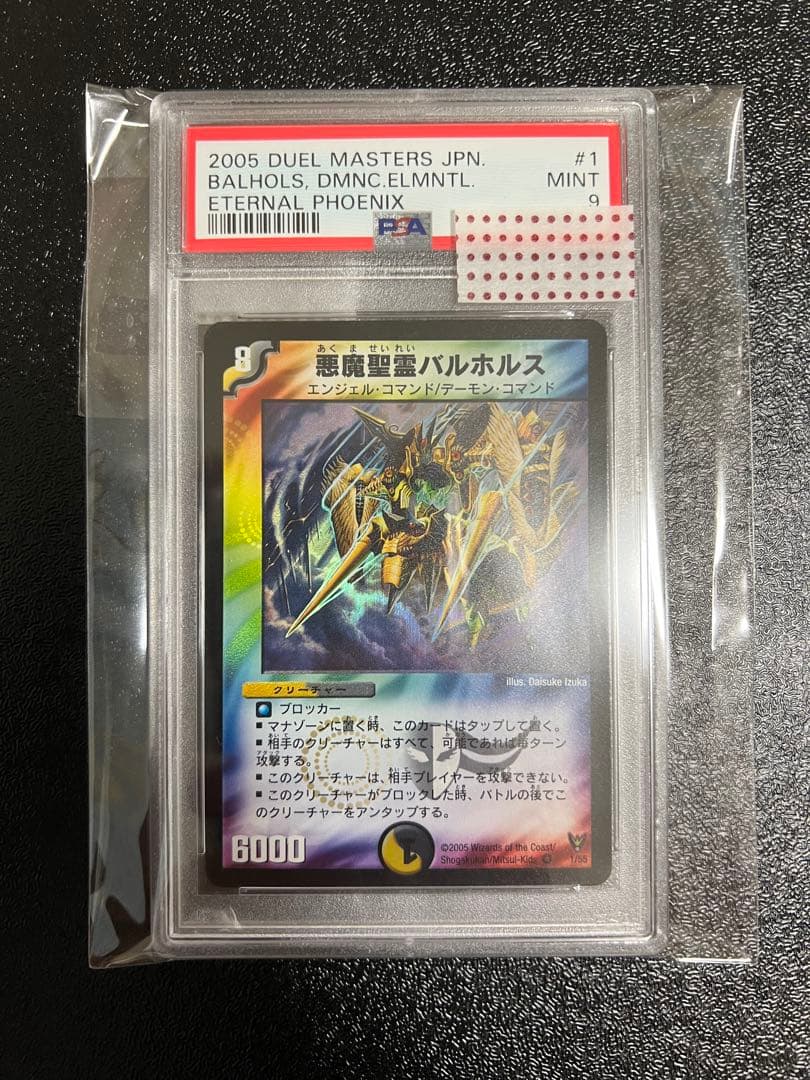 2005 DUEL MASTERS JPN. #1
BALHOLS, DMNC.ELMNTL. MINT
ETERNAL PHOENIX 9
PSA
8
あくませいれい
悪魔聖霊バルホルス
エンジェル・コマンド/デーモン・コマンド
illus. Daisuke Izuka
クリーチャー
ブロッカー
■ マナゾーンに置く時、このカードはタップして置く。
■ 相手のクリーチャーはすべて、可能であれば毎ターン
攻撃する。
■ このクリーチャーは、相手プレイヤーを攻撃できない。
■ このクリーチャーがブロックした時、バトルの後でこ
のクリーチャーをアンタップする。
6000
©2005 Wizards of the Coast/
Shogakukan/Mitsui-Kids
1/55